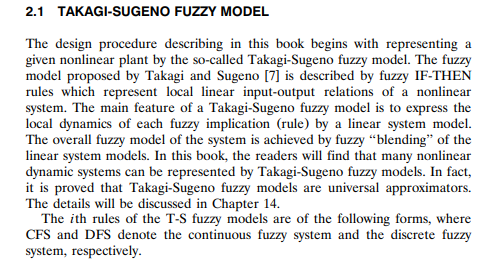 2.1 TAKAGI-SUGENO FUZZY MODEL
The design procedure describing in this book begins with representing a
given nonlinear plant by the so-called Takagi-Sugeno fuzzy model. The fuzzy
model proposed by Takagi and Sugeno [7] is described by fuzzy IF-THEN
rules which represent local linear input-output relations of a nonlinear
system. The main feature of a Takagi-Sugeno fuzzy model is to express the
local dynamics of each fuzzy implication (rule) by a linear system model.
The overall fuzzy model of the system is achieved by fuzzy “blending” of the
linear system models. In this book, the readers will find that many nonlinear
dynamic systems can be represented by Takagi-Sugeno fuzzy models. In fact,
it is proved that Takagi-Sugeno fuzzy models are universal approximators.
The details will be discussed in Chapter 14.
The ith rules of the T-S fuzzy models are of the following forms, where
CFS and DFS denote the continuous fuzzy system and the discrete fuzzy
system, respectively.